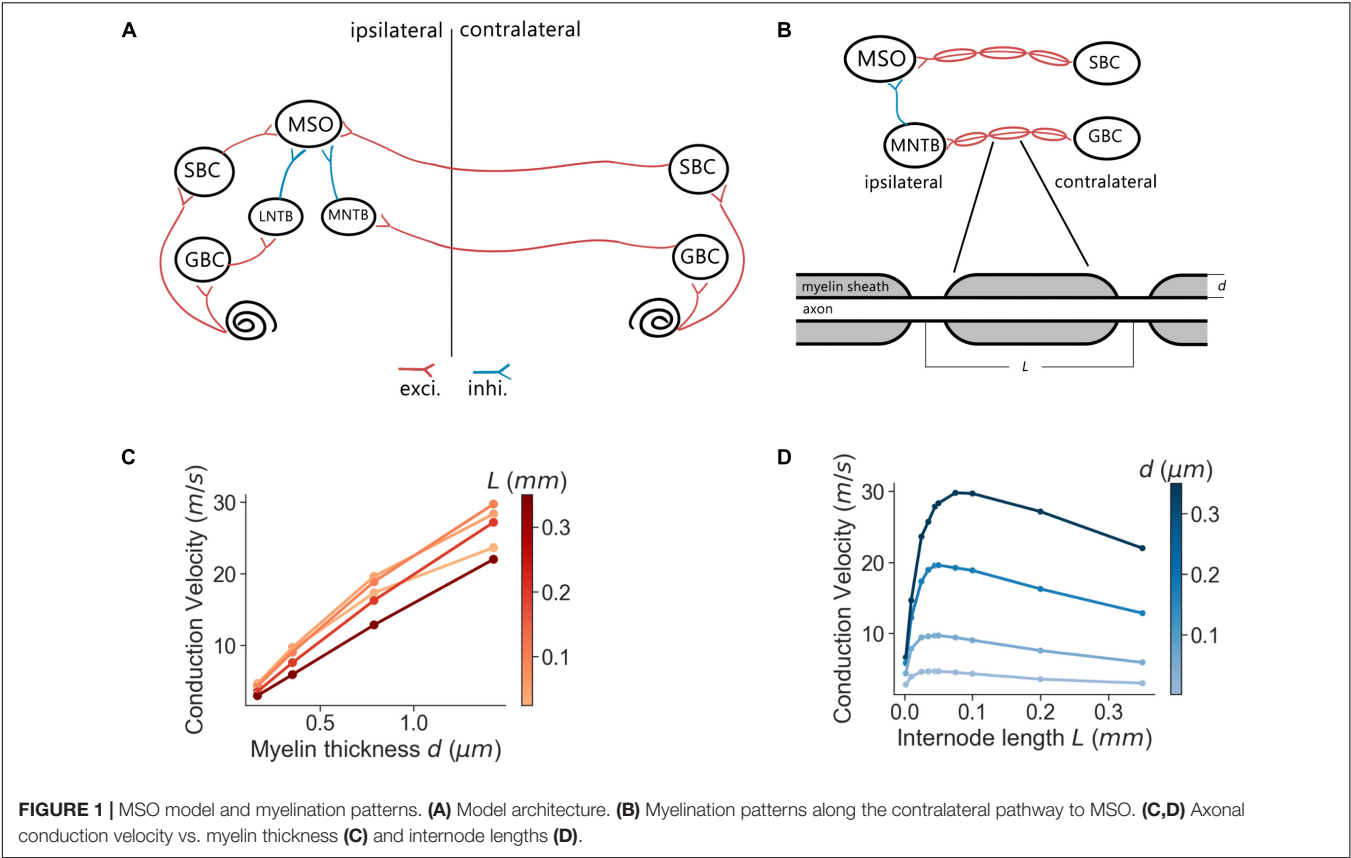 A
ipsilateral
contralateral
MSO
SBC
SBC
LNTB
MNTB
GBC
GBC
exci.
inhi.
B
MSO
SBC
MNTB
GBC
ipsilateral
contralateral
myelin sheath
d
axon
L
C
L (mm)
Conduction Velocity (m/s)
30
20
10
0.5
1.0
Myelin thickness d (μm)
0.3
0.2
0.1
D
d (μm)
Conduction Velocity (m/s)
30
20
10
0.0
0.1
0.2
0.3
Internode length L (mm)
0.3
0.2
0.1
FIGURE 1 | MSO model and myelination patterns. (A) Model architecture. (B) Myelination patterns along the contralateral pathway to MSO. (C,D) Axonal
conduction velocity vs. myelin thickness (C) and internode lengths (D).